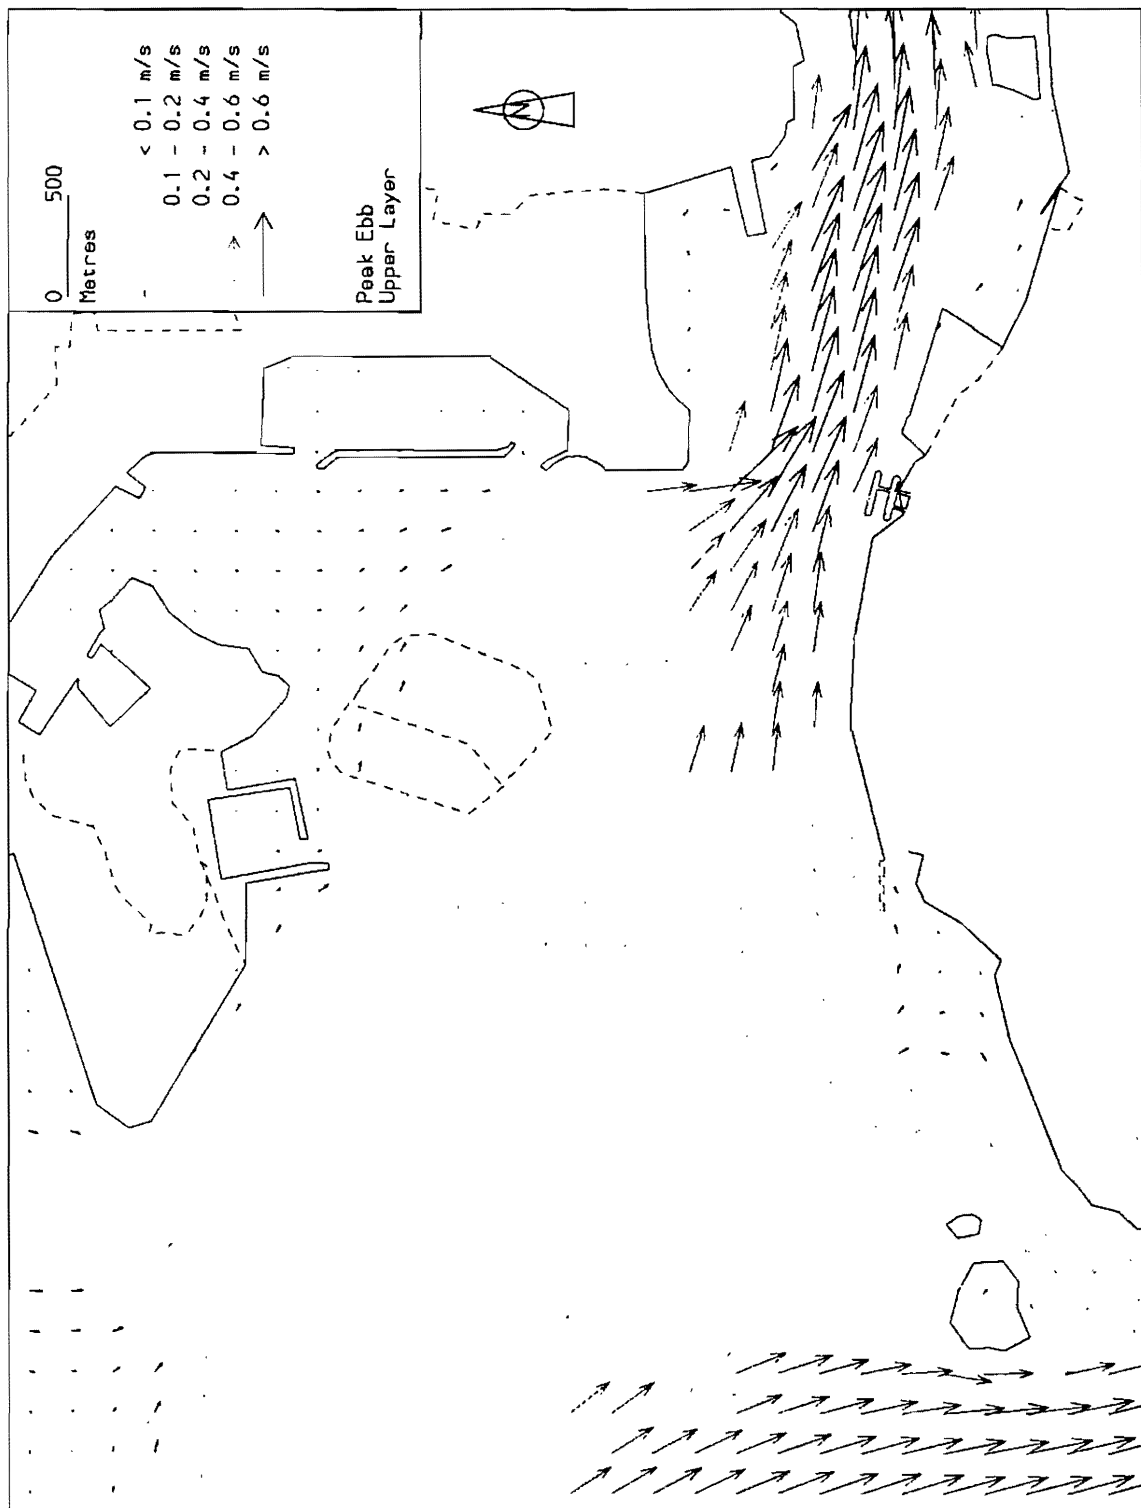 0 500
Metres
< 0.1 m/s
0.1 - 0.2 m/s
0.2 - 0.4 m/s
0.4 - 0.6 m/s
> 0.6 m/s
Peak Ebb
Upper Layer
N